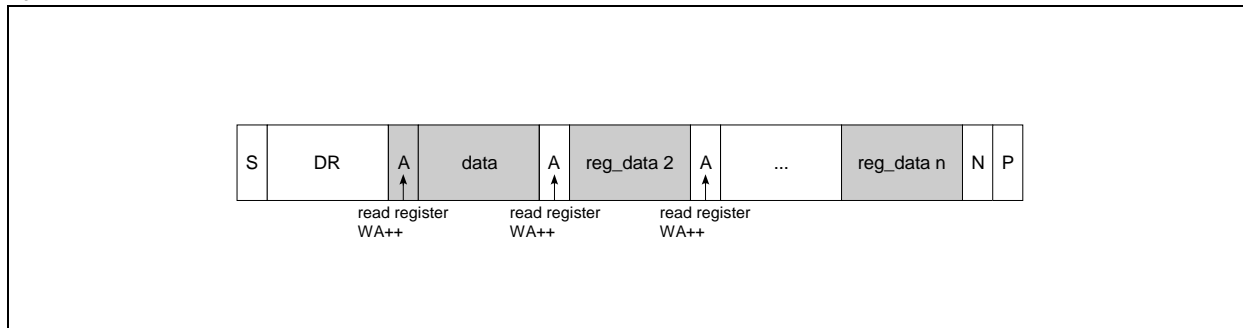 S DR A data A reg_data 2 A ... reg_data n N P
read register read register read register
WA++ WA++ WA++